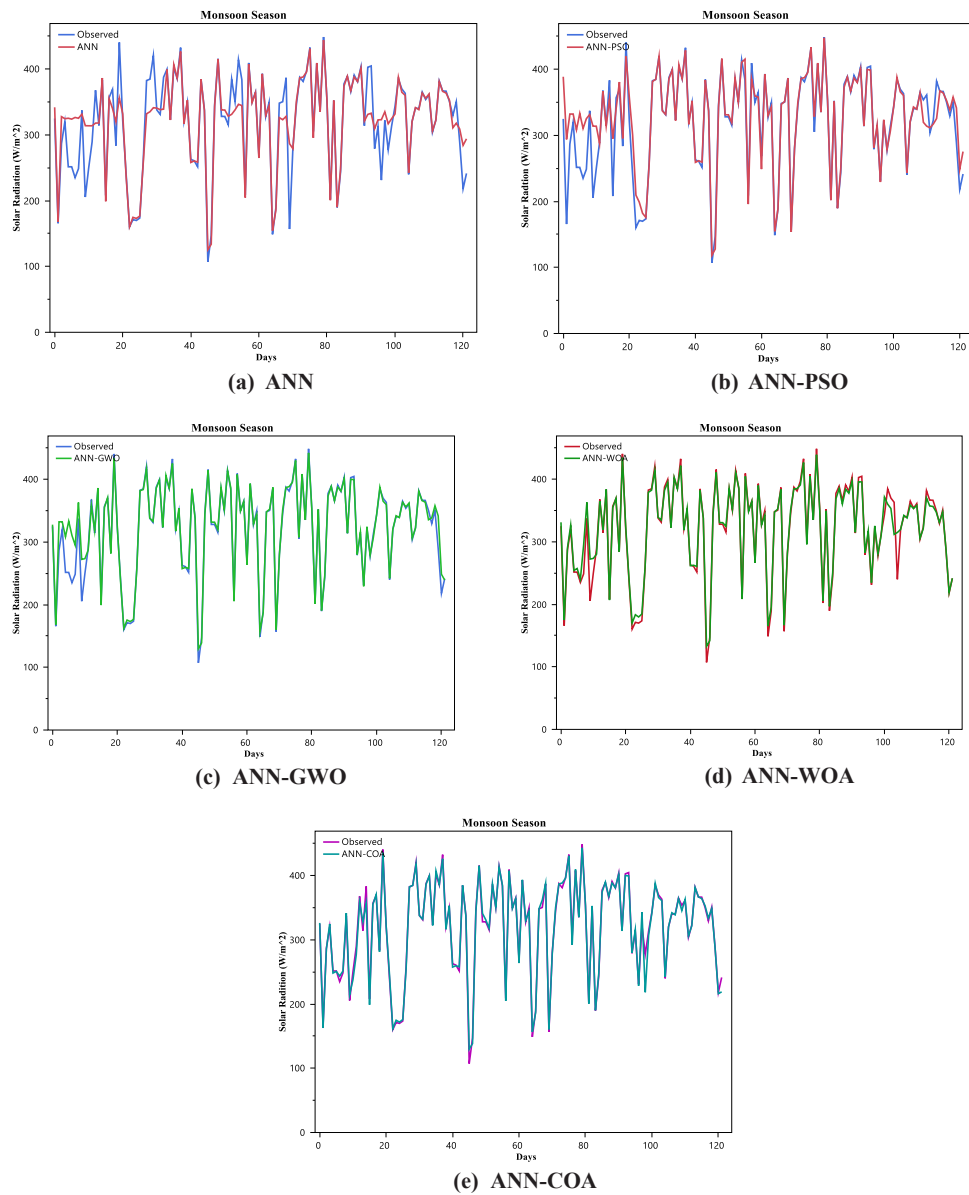 Monsoon Season
Observed
ANN
Solar Radiation (W/m^2)
400
300
200
100
0
0 20 40 60 80 100 120
Days
(a) ANN
Monsoon Season
Observed
ANN-PSO
Solar Radition (W/m^2)
400
300
200
100
0
0 20 40 60 80 100 120
Days
(b) ANN-PSO
Monsoon Season
Observed
ANN-GWO
Solar Radiation (W/m^2)
400
300
200
100
0
0 20 40 60 80 100 120
Days
(c) ANN-GWO
Monsoon Season
Observed
ANN-WOA
Solar Radition (W/m^2)
400
300
200
100
0
0 20 40 60 80 100 120
Days
(d) ANN-WOA
Monsoon Season
Observed
ANN-COA
Solar Radition (W/m^2)
400
300
200
100
0
0 20 40 60 80 100 120
Days
(e) ANN-COA